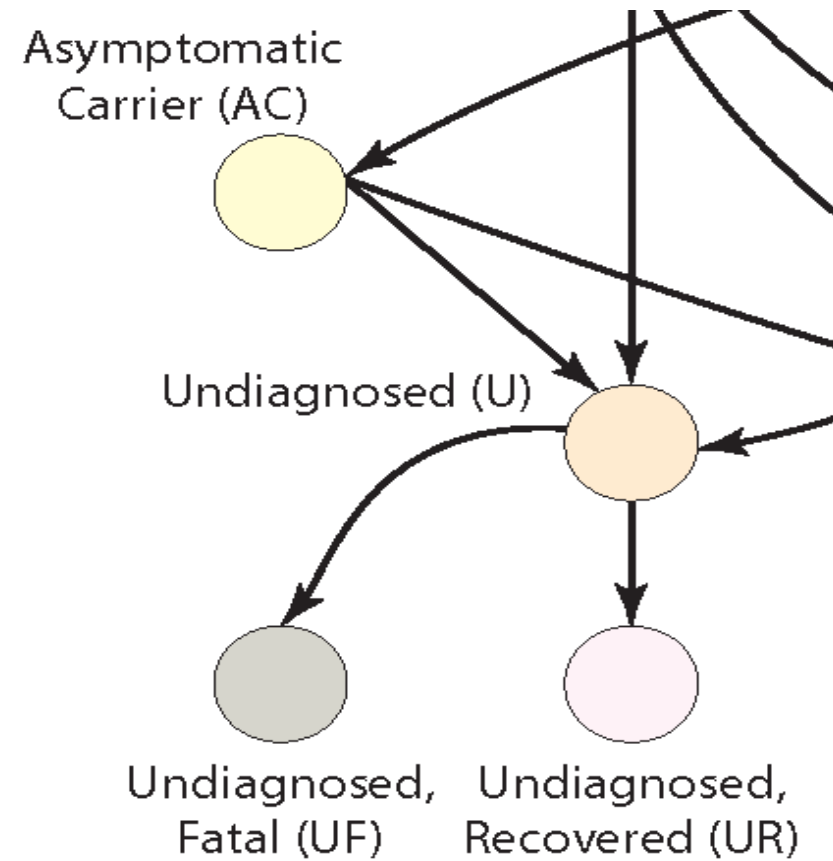 Asymptomatic
Carrier (AC)
Undiagnosed (U)
Undiagnosed,
Fatal (UF)
Undiagnosed,
Recovered (UR)